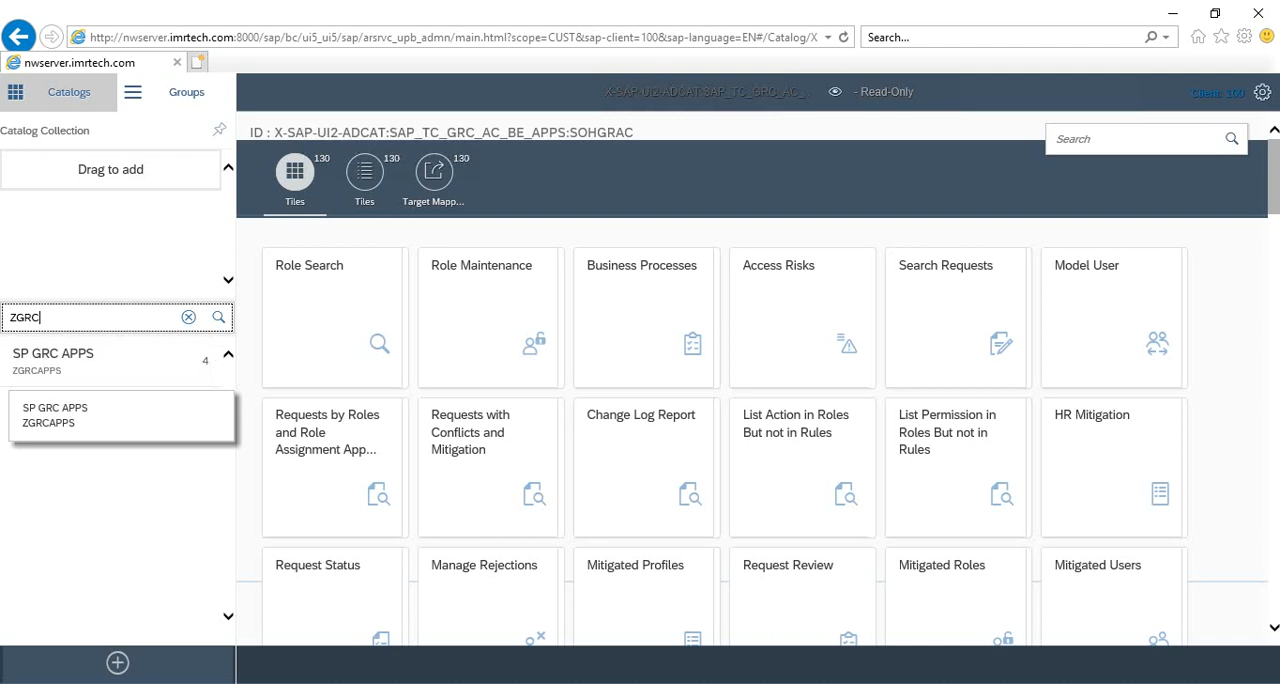 http://nwserver.imrtech.com:8000/sap/bc/ui5_ui5/sap/arsrvc_upb_admn/main.html?scope=CUST&sap-client=100&sap-language=EN#/Catalog/X
Search...
nwserver.imrtech.com
Catalogs
Groups
X-SAP-UI2-ADCAT:SAP_TC_GRC_AC_...
- Read-Only
Client: 100
Catalog Collection
ID : X-SAP-UI2-ADCAT:SAP_TC_GRC_AC_BE_APPS:SOHGRAC
Search
Drag to add
130
130
130
Tiles
Tiles
Target Mapp...
ZGRC
SP GRC APPS
4
ZGRCAPPS
SP GRC APPS
ZGRCAPPS
Role Search
Role Maintenance
Business Processes
Access Risks
Search Requests
Model User
Requests by Roles
and Role
Assignment App...
Requests with
Conflicts and
Mitigation
Change Log Report
List Action in Roles
But not in Rules
List Permission in
Roles But not in
Rules
HR Mitigation
Request Status
Manage Rejections
Mitigated Profiles
Request Review
Mitigated Roles
Mitigated Users